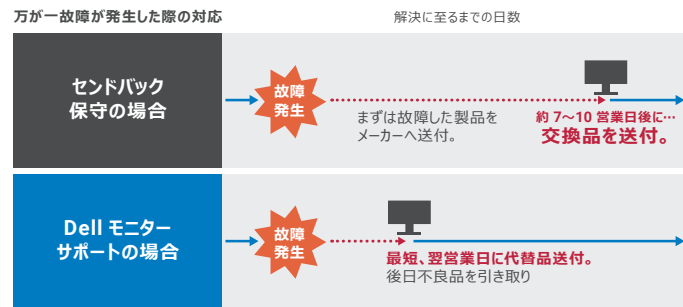 万が一故障が発生した際の対応
解決に至るまでの日数
センドバック
保守の場合
故障
発生
まずは故障した製品を
メーカーへ送付。
約 7～10 営業日後に…
交換品を送付。
Dell モニター
サポートの場合
故障
発生
最短、翌営業日に代替品送付。
後日不良品を引き取り